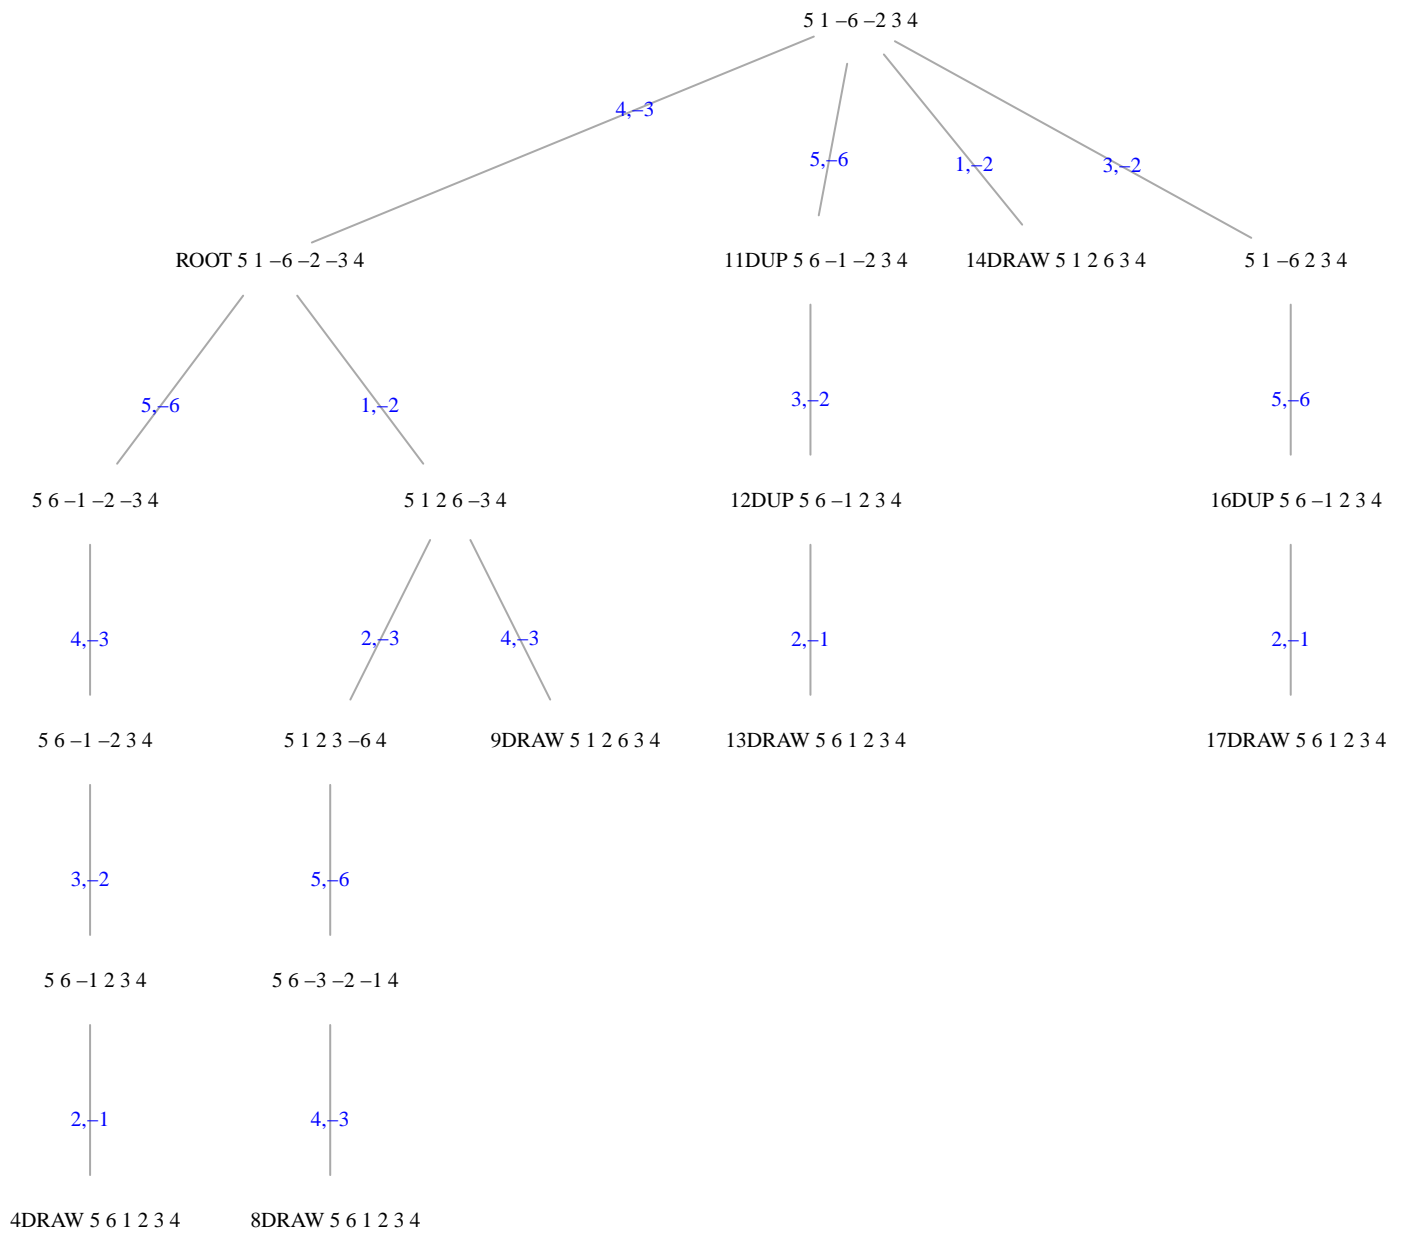 5 1 –6 –2 3 4
4,–3
5,–6
1,–2
3,–2
ROOT 5 1 –6 –2 –3 4
11DUP 5 6 –1 –2 3 4
14DRAW 5 1 2 6 3 4
5 1 –6 2 3 4
5,–6
1,–2
3,–2
5,–6
5 6 –1 –2 –3 4
5 1 2 6 –3 4
12DUP 5 6 –1 2 3 4
16DUP 5 6 –1 2 3 4
4,–3
2,–3
4,–3
2,–1
2,–1
5 6 –1 –2 3 4
5 1 2 3 –6 4
9DRAW 5 1 2 6 3 4
13DRAW 5 6 1 2 3 4
17DRAW 5 6 1 2 3 4
3,–2
5,–6
5 6 –1 2 3 4
5 6 –3 –2 –1 4
2,–1
4,–3
4DRAW 5 6 1 2 3 4
8DRAW 5 6 1 2 3 4